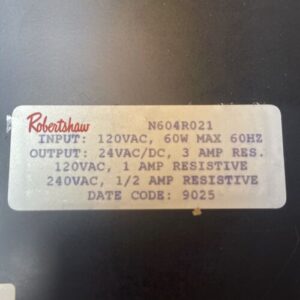 Robertshaw N604R021
INPUT: 120VAC, 60W MAX 60HZ
OUTPUT: 24VAC/DC, 3 AMP RES.
120VAC, 1 AMP RESISTIVE
240VAC, 1/2 AMP RESISTIVE
DATE CODE: 9025